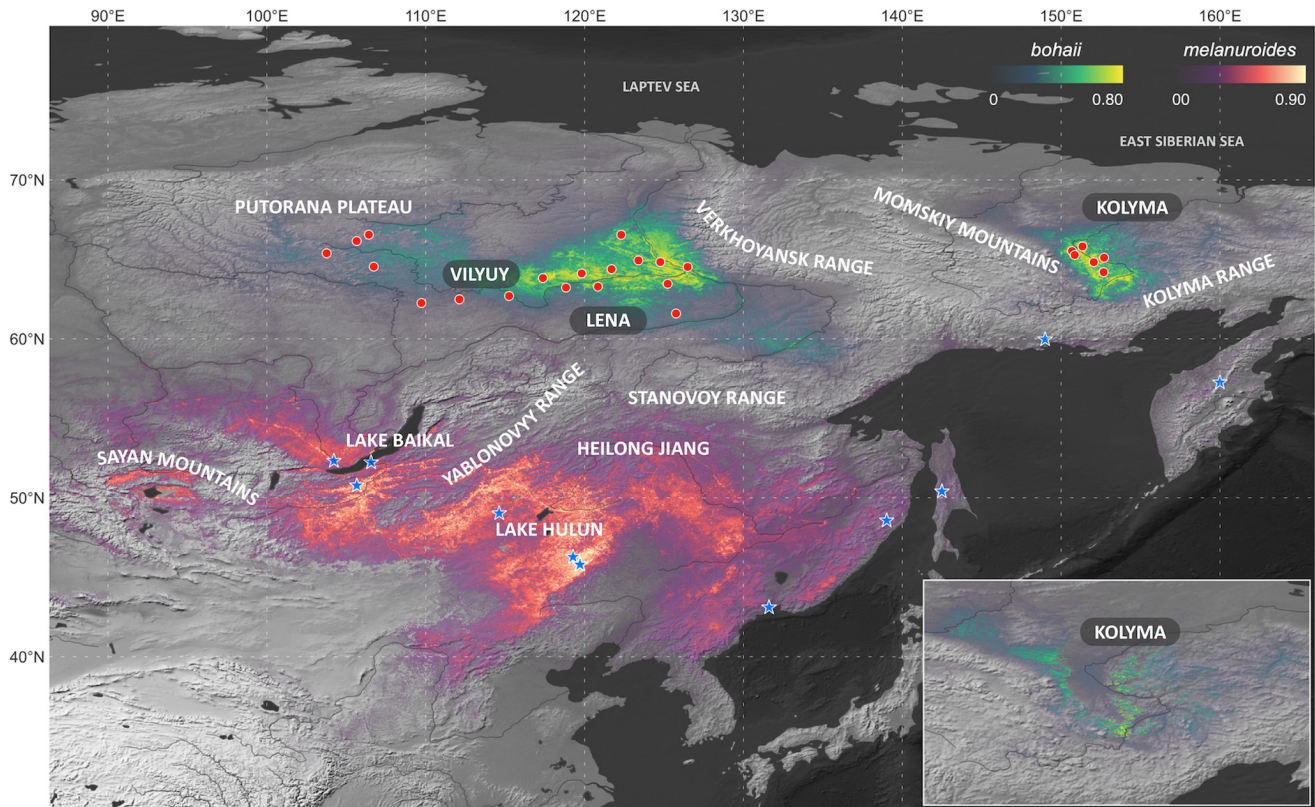 90°E 100°E 110°E 120°E 130°E 140°E 150°E 160°E
bohaii melanuroides
0 0.80 00 0.90
LAPTEV SEA
EAST SIBERIAN SEA
70°N
PUTORANA PLATEAU
VERKHOYANSK RANGE
MOMSKIY MOUNTAINS
KOLYMA
VILYUY
KOLYMA RANGE
LENA
60°N
STANOVOY RANGE
YABLONOVYY RANGE
LAKE BAIKAL
HEILONG JIANG
SAYAN MOUNTAINS
50°N
LAKE HULUN
KOLYMA
40°N